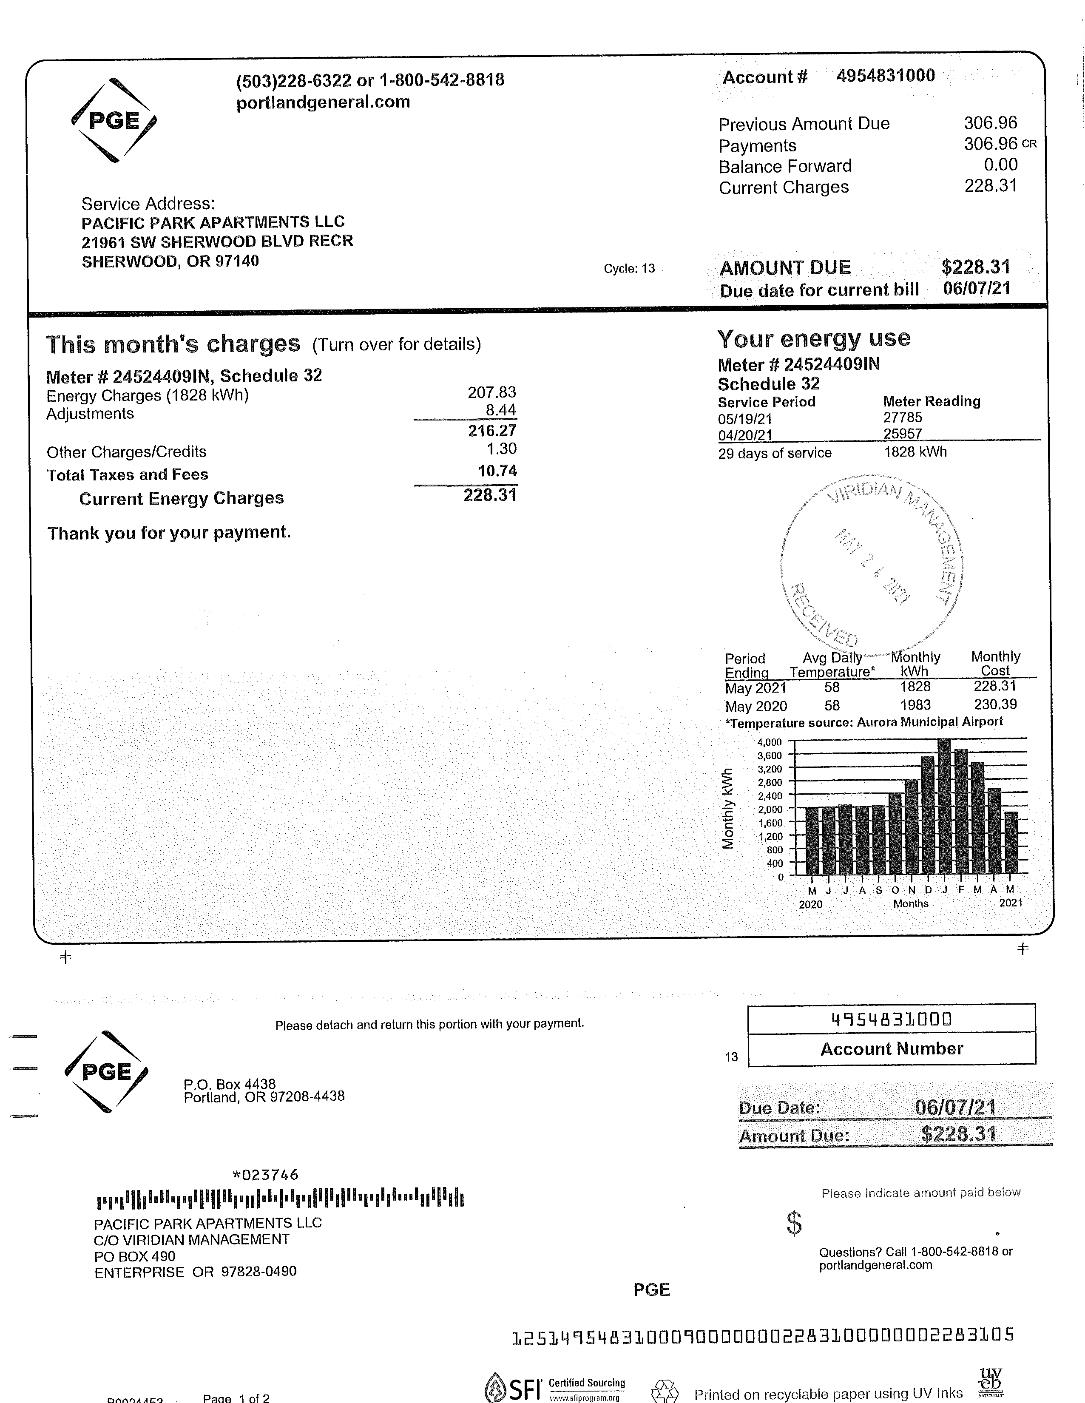 PGE
(503)228-6322 or 1-800-542-8818
portlandgeneral.com
Account # 4954831000
Previous Amount Due 306.96
Payments 306.96 CR
Balance Forward 0.00
Current Charges 228.31
Service Address:
PACIFIC PARK APARTMENTS LLC
21961 SW SHERWOOD BLVD RECR
SHERWOOD, OR 97140
Cycle: 13
AMOUNT DUE $228.31
Due date for current bill 06/07/21
This month's charges (Turn over for details)
Meter # 24524409IN, Schedule 32
Energy Charges (1828 kWh) 207.83
Adjustments 8.44
216.27
Other Charges/Credits 1.30
Total Taxes and Fees 10.74
Current Energy Charges 228.31
Thank you for your payment.
Your energy use
Meter # 24524409IN
Schedule 32
Service Period Meter Reading
05/19/21 27785
04/20/21 25957
29 days of service 1828 kWh
VIRIDIAN MANAGEMENT
MAY 24 2021
RECEIVED
Period Avg Daily Monthly Monthly
Ending Temperature* kWh Cost
May 2021 58 1828 228.31
May 2020 58 1983 230.39
*Temperature source: Aurora Municipal Airport
Monthly kWh
4,000
3,600
3,200
2,800
2,400
2,000
1,600
1,200
800
400
0
M J J A S O N D J F M A M
2020 Months 2021
Please detach and return this portion with your payment.
4954831000
13 Account Number
PGE
P.O. Box 4438
Portland, OR 97208-4438
Due Date: 06/07/21
Amount Due: $228.31
*023746
PACIFIC PARK APARTMENTS LLC
C/O VIRIDIAN MANAGEMENT
PO BOX 490
ENTERPRISE OR 97828-0490
Please indicate amount paid below
$ .
Questions? Call 1-800-542-8818 or
portlandgeneral.com
PGE
Page 1 of 2
SFI Certified Sourcing
www.sfiprogram.org
Printed on recyclable paper using UV Inks
uv
eb